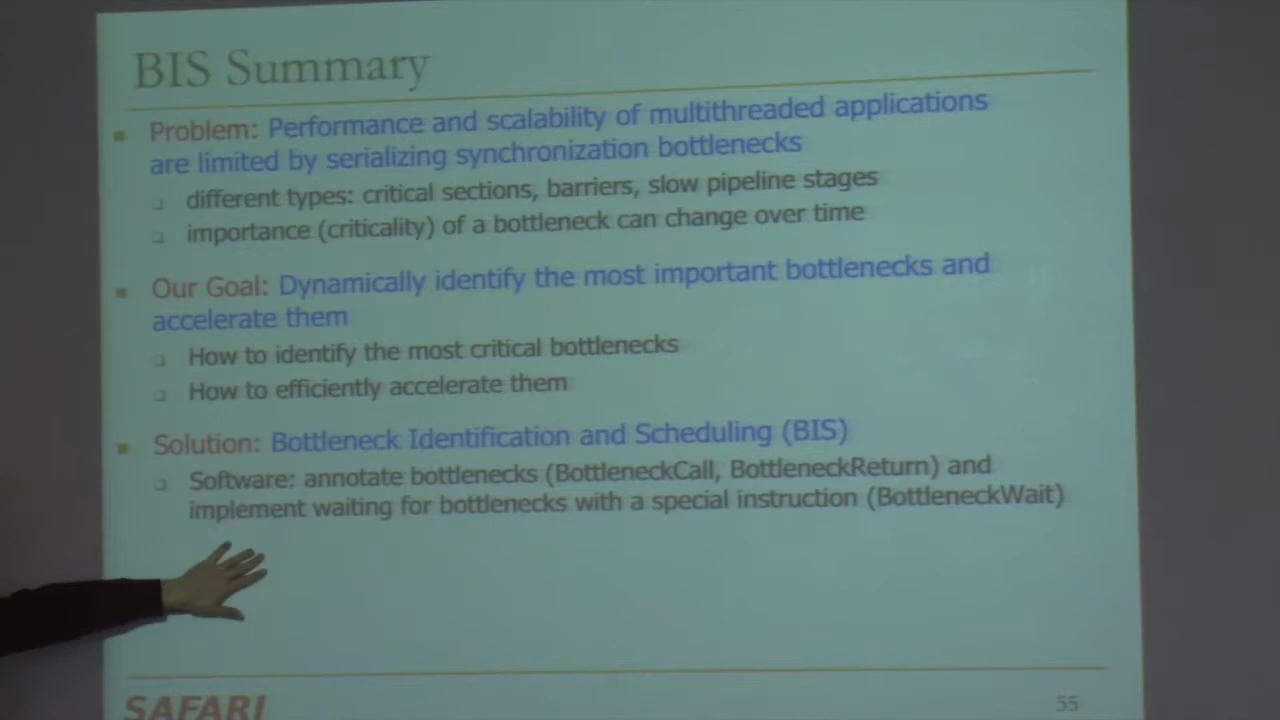 BIS Summary
Problem: Performance and scalability of multithreaded applications
are limited by serializing synchronization bottlenecks
different types: critical sections, barriers, slow pipeline stages
importance (criticality) of a bottleneck can change over time
Our Goal: Dynamically identify the most important bottlenecks and
accelerate them
How to identify the most critical bottlenecks
How to efficiently accelerate them
Solution: Bottleneck Identification and Scheduling (BIS)
Software: annotate bottlenecks (BottleneckCall, BottleneckReturn) and
implement waiting for bottlenecks with a special instruction (BottleneckWait)
SAFARI
55